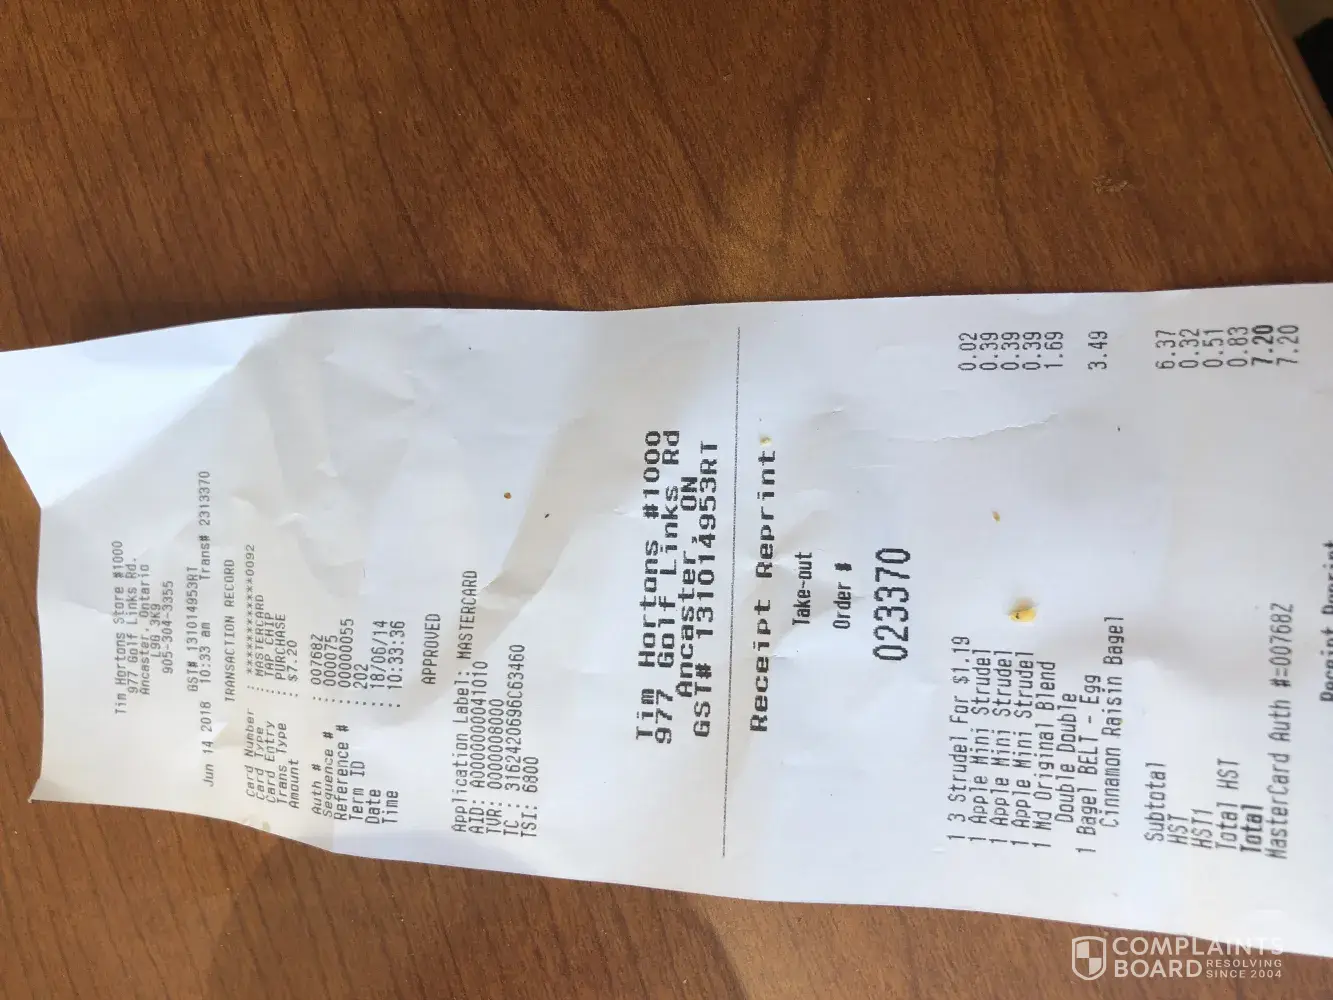 Tim Hortons Store #1000
977 Golf Links Rd.
Ancaster, Ontario
L9G 3K9
905-304-3355
GST# 131014953RT
Jun 14 2018 10:33 am Trans# 2313370
TRANSACTION RECORD
Card Number : ************0092
Card Type : MASTERCARD
Card Entry : TAP CHIP
Trans Type : PURCHASE
Amount : $7.20
Auth # : 007682
Sequence # : 000075
Reference # : 00000055
Term ID : 202
Date : 18/06/14
Time : 10:33:36
APPROVED
Application Label: MASTERCARD
AID: A0000000041010
TVR: 0000008000
TC: 3162420696C63460
TSI: 6800
Tim Hortons #1000
977 Golf Links Rd
Ancaster, ON
GST# 131014953RT
Receipt Reprint
Take-out
Order #
023370
1 3 Strudel For $1.19 0.02
1 Apple Mini Strudel 0.39
1 Apple Mini Strudel 0.39
1 Apple Mini Strudel 0.39
1 Md Original Blend 1.69
Double Double
1 Bagel BELT - Egg 3.49
Cinnamon Raisin Bagel
Subtotal 6.37
HST 0.32
HST1 0.51
Total HST 0.83
Total 7.20
MasterCard Auth #=007682 7.20
Receipt Reprint
COMPLAINTS
BOARD RESOLVING
SINCE 2004